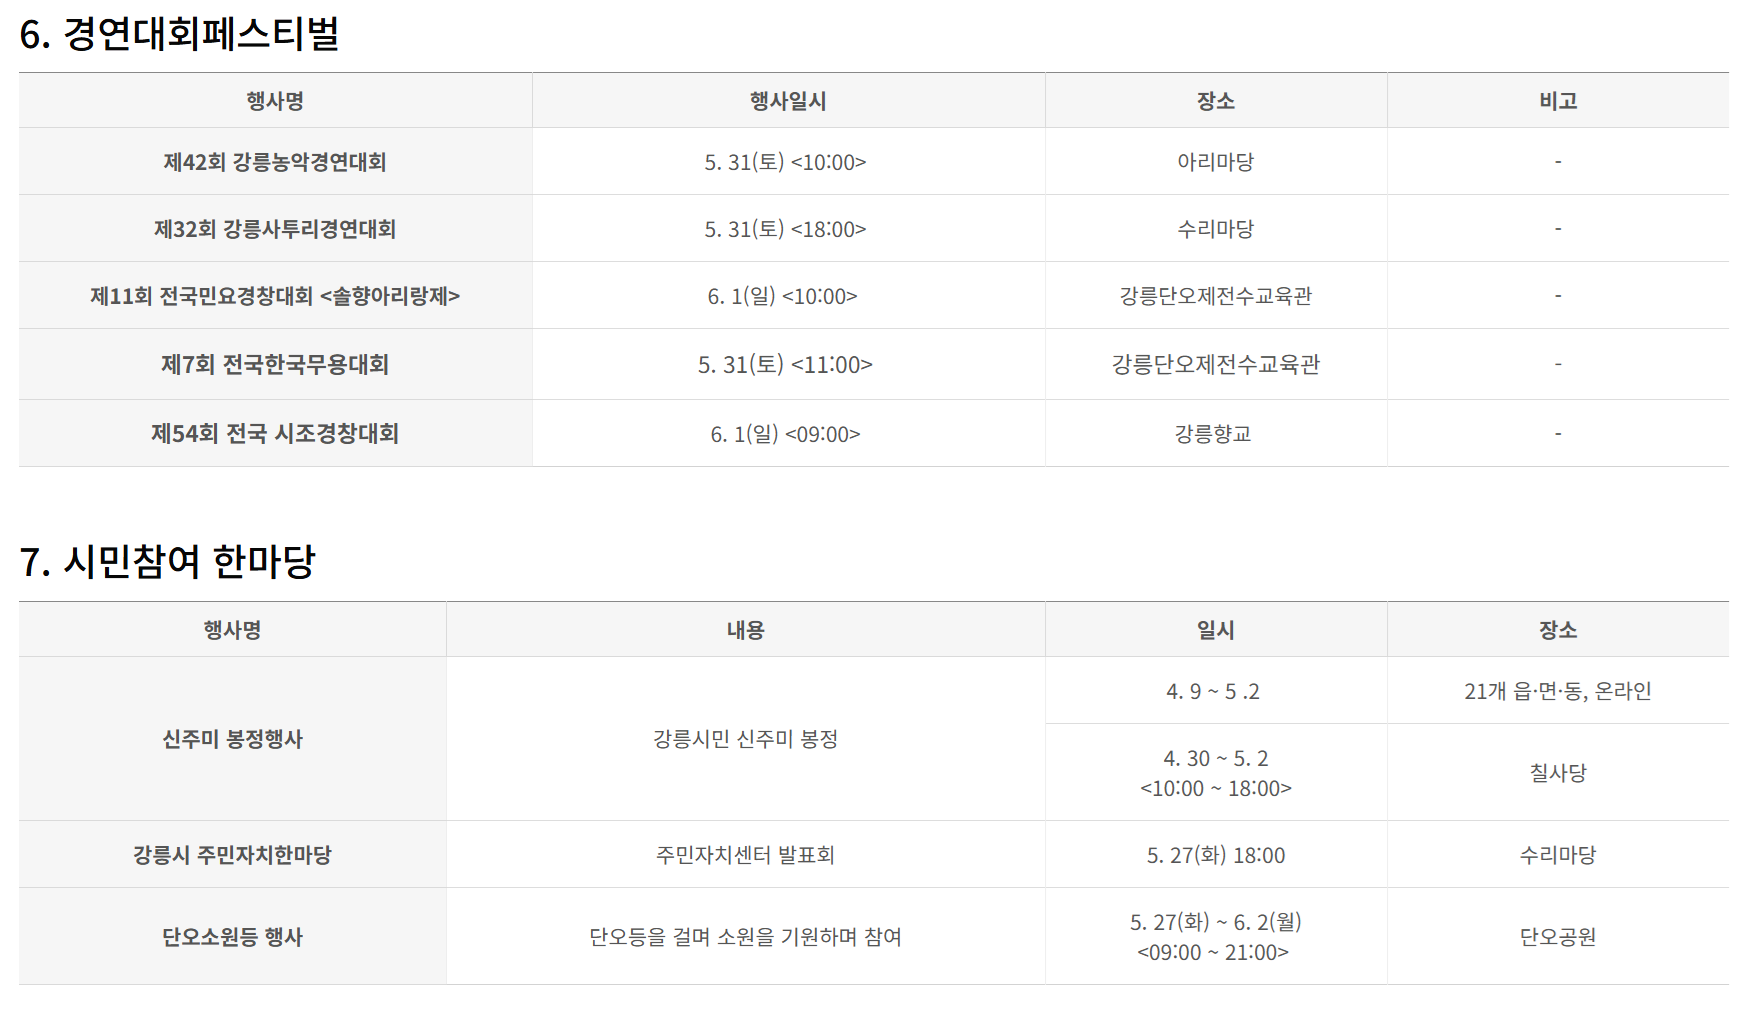 6. 경연대회페스티벌
행사명 행사일시 장소 비고
제42회 강릉농악경연대회 5. 31(토) <10:00> 아리마당 -
제32회 강릉사투리경연대회 5. 31(토) <18:00> 수리마당 -
제11회 전국민요경창대회 <솔향아리랑제> 6. 1(일) <10:00> 강릉단오제전수교육관 -
제7회 전국한국무용대회 5. 31(토) <11:00> 강릉단오제전수교육관 -
제54회 전국 시조경창대회 6. 1(일) <09:00> 강릉향교 -
7. 시민참여 한마당
행사명 내용 일시 장소
신주미 봉정행사 강릉시민 신주미 봉정 4. 9 ~ 5 .2 21개 읍·면·동, 온라인
4. 30 ~ 5. 2
<10:00 ~ 18:00> 칠사당
강릉시 주민자치한마당 주민자치센터 발표회 5. 27(화) 18:00 수리마당
단오소원등 행사 단오등을 걸며 소원을 기원하며 참여 5. 27(화) ~ 6. 2(월)
<09:00 ~ 21:00> 단오공원